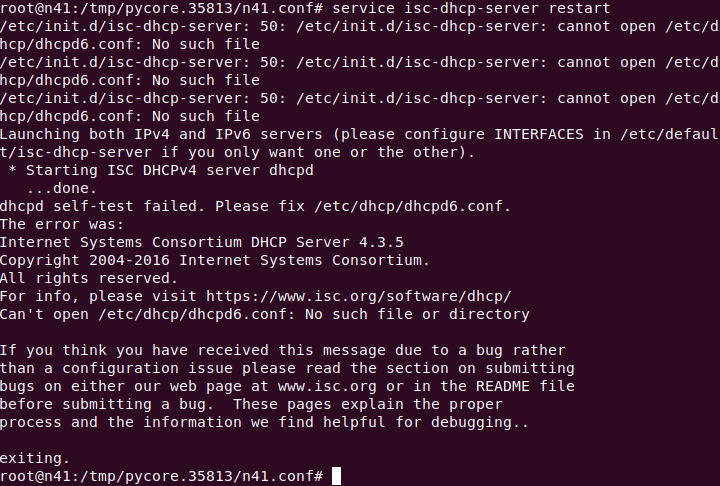 root@n41:/tmp/pycore.35813/n41.conf# service isc-dhcp-server restart
/etc/init.d/isc-dhcp-server: 50: /etc/init.d/isc-dhcp-server: cannot open /etc/d
hcp/dhcpd6.conf: No such file
/etc/init.d/isc-dhcp-server: 50: /etc/init.d/isc-dhcp-server: cannot open /etc/d
hcp/dhcpd6.conf: No such file
/etc/init.d/isc-dhcp-server: 50: /etc/init.d/isc-dhcp-server: cannot open /etc/d
hcp/dhcpd6.conf: No such file
Launching both IPv4 and IPv6 servers (please configure INTERFACES in /etc/defaul
t/isc-dhcp-server if you only want one or the other).
 * Starting ISC DHCPv4 server dhcpd
   ...done.
dhcpd self-test failed. Please fix /etc/dhcp/dhcpd6.conf.
The error was:
Internet Systems Consortium DHCP Server 4.3.5
Copyright 2004-2016 Internet Systems Consortium.
All rights reserved.
For info, please visit https://www.isc.org/software/dhcp/
Can't open /etc/dhcp/dhcpd6.conf: No such file or directory

If you think you have received this message due to a bug rather
than a configuration issue please read the section on submitting
bugs on either our web page at www.isc.org or in the README file
before submitting a bug.  These pages explain the proper
process and the information we find helpful for debugging..

exiting.
root@n41:/tmp/pycore.35813/n41.conf#